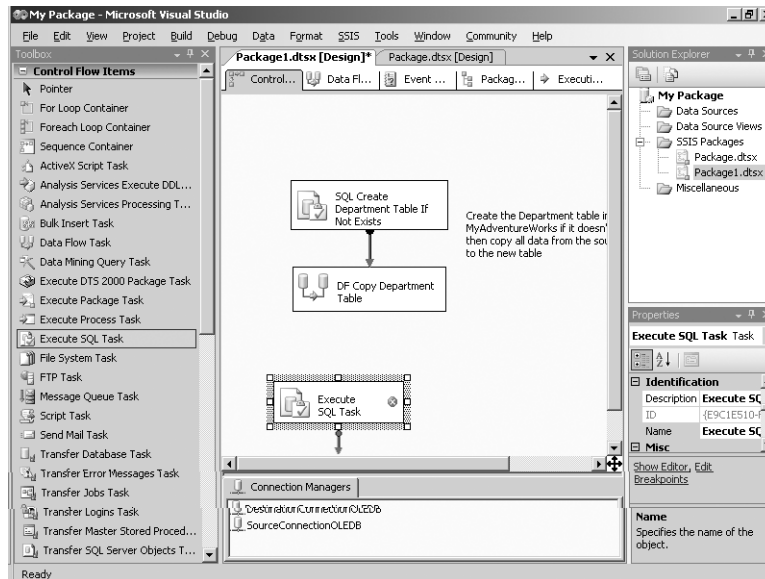 My Package - Microsoft Visual Studio
File Edit View Project Build Debug Data Format SSIS Tools Window Community Help
Toolbox
Control Flow Items
Pointer
For Loop Container
Foreach Loop Container
Sequence Container
ActiveX Script Task
Analysis Services Execute DDL...
Analysis Services Processing T...
Bulk Insert Task
Data Flow Task
Data Mining Query Task
Execute DTS 2000 Package Task
Execute Package Task
Execute Process Task
Execute SQL Task
File System Task
FTP Task
Message Queue Task
Script Task
Send Mail Task
Transfer Database Task
Transfer Error Messages Task
Transfer Jobs Task
Transfer Logins Task
Transfer Master Stored Proced...
Transfer SQL Server Objects T...
Package1.dtsx [Design]* Package.dtsx [Design]
Control... Data Fl... Event ... Packag... Executi...
SQL Create
Department Table If
Not Exists
Create the Department table in
MyAdventureWorks if it doesn'
then copy all data from the sou
to the new table
DF Copy Department
Table
Execute
SQL Task
Connection Managers
DestinationConnectionOLEDB
SourceConnectionOLEDB
Solution Explorer
My Package
Data Sources
Data Source Views
SSIS Packages
Package.dtsx
Package1.dtsx
Miscellaneous
Properties
Execute SQL Task Task
Identification
Description Execute SQ
ID {E9C1E510-F
Name Execute SQ
Misc
Show Editor, Edit
Breakpoints
Name
Specifies the name of the
object.
Ready